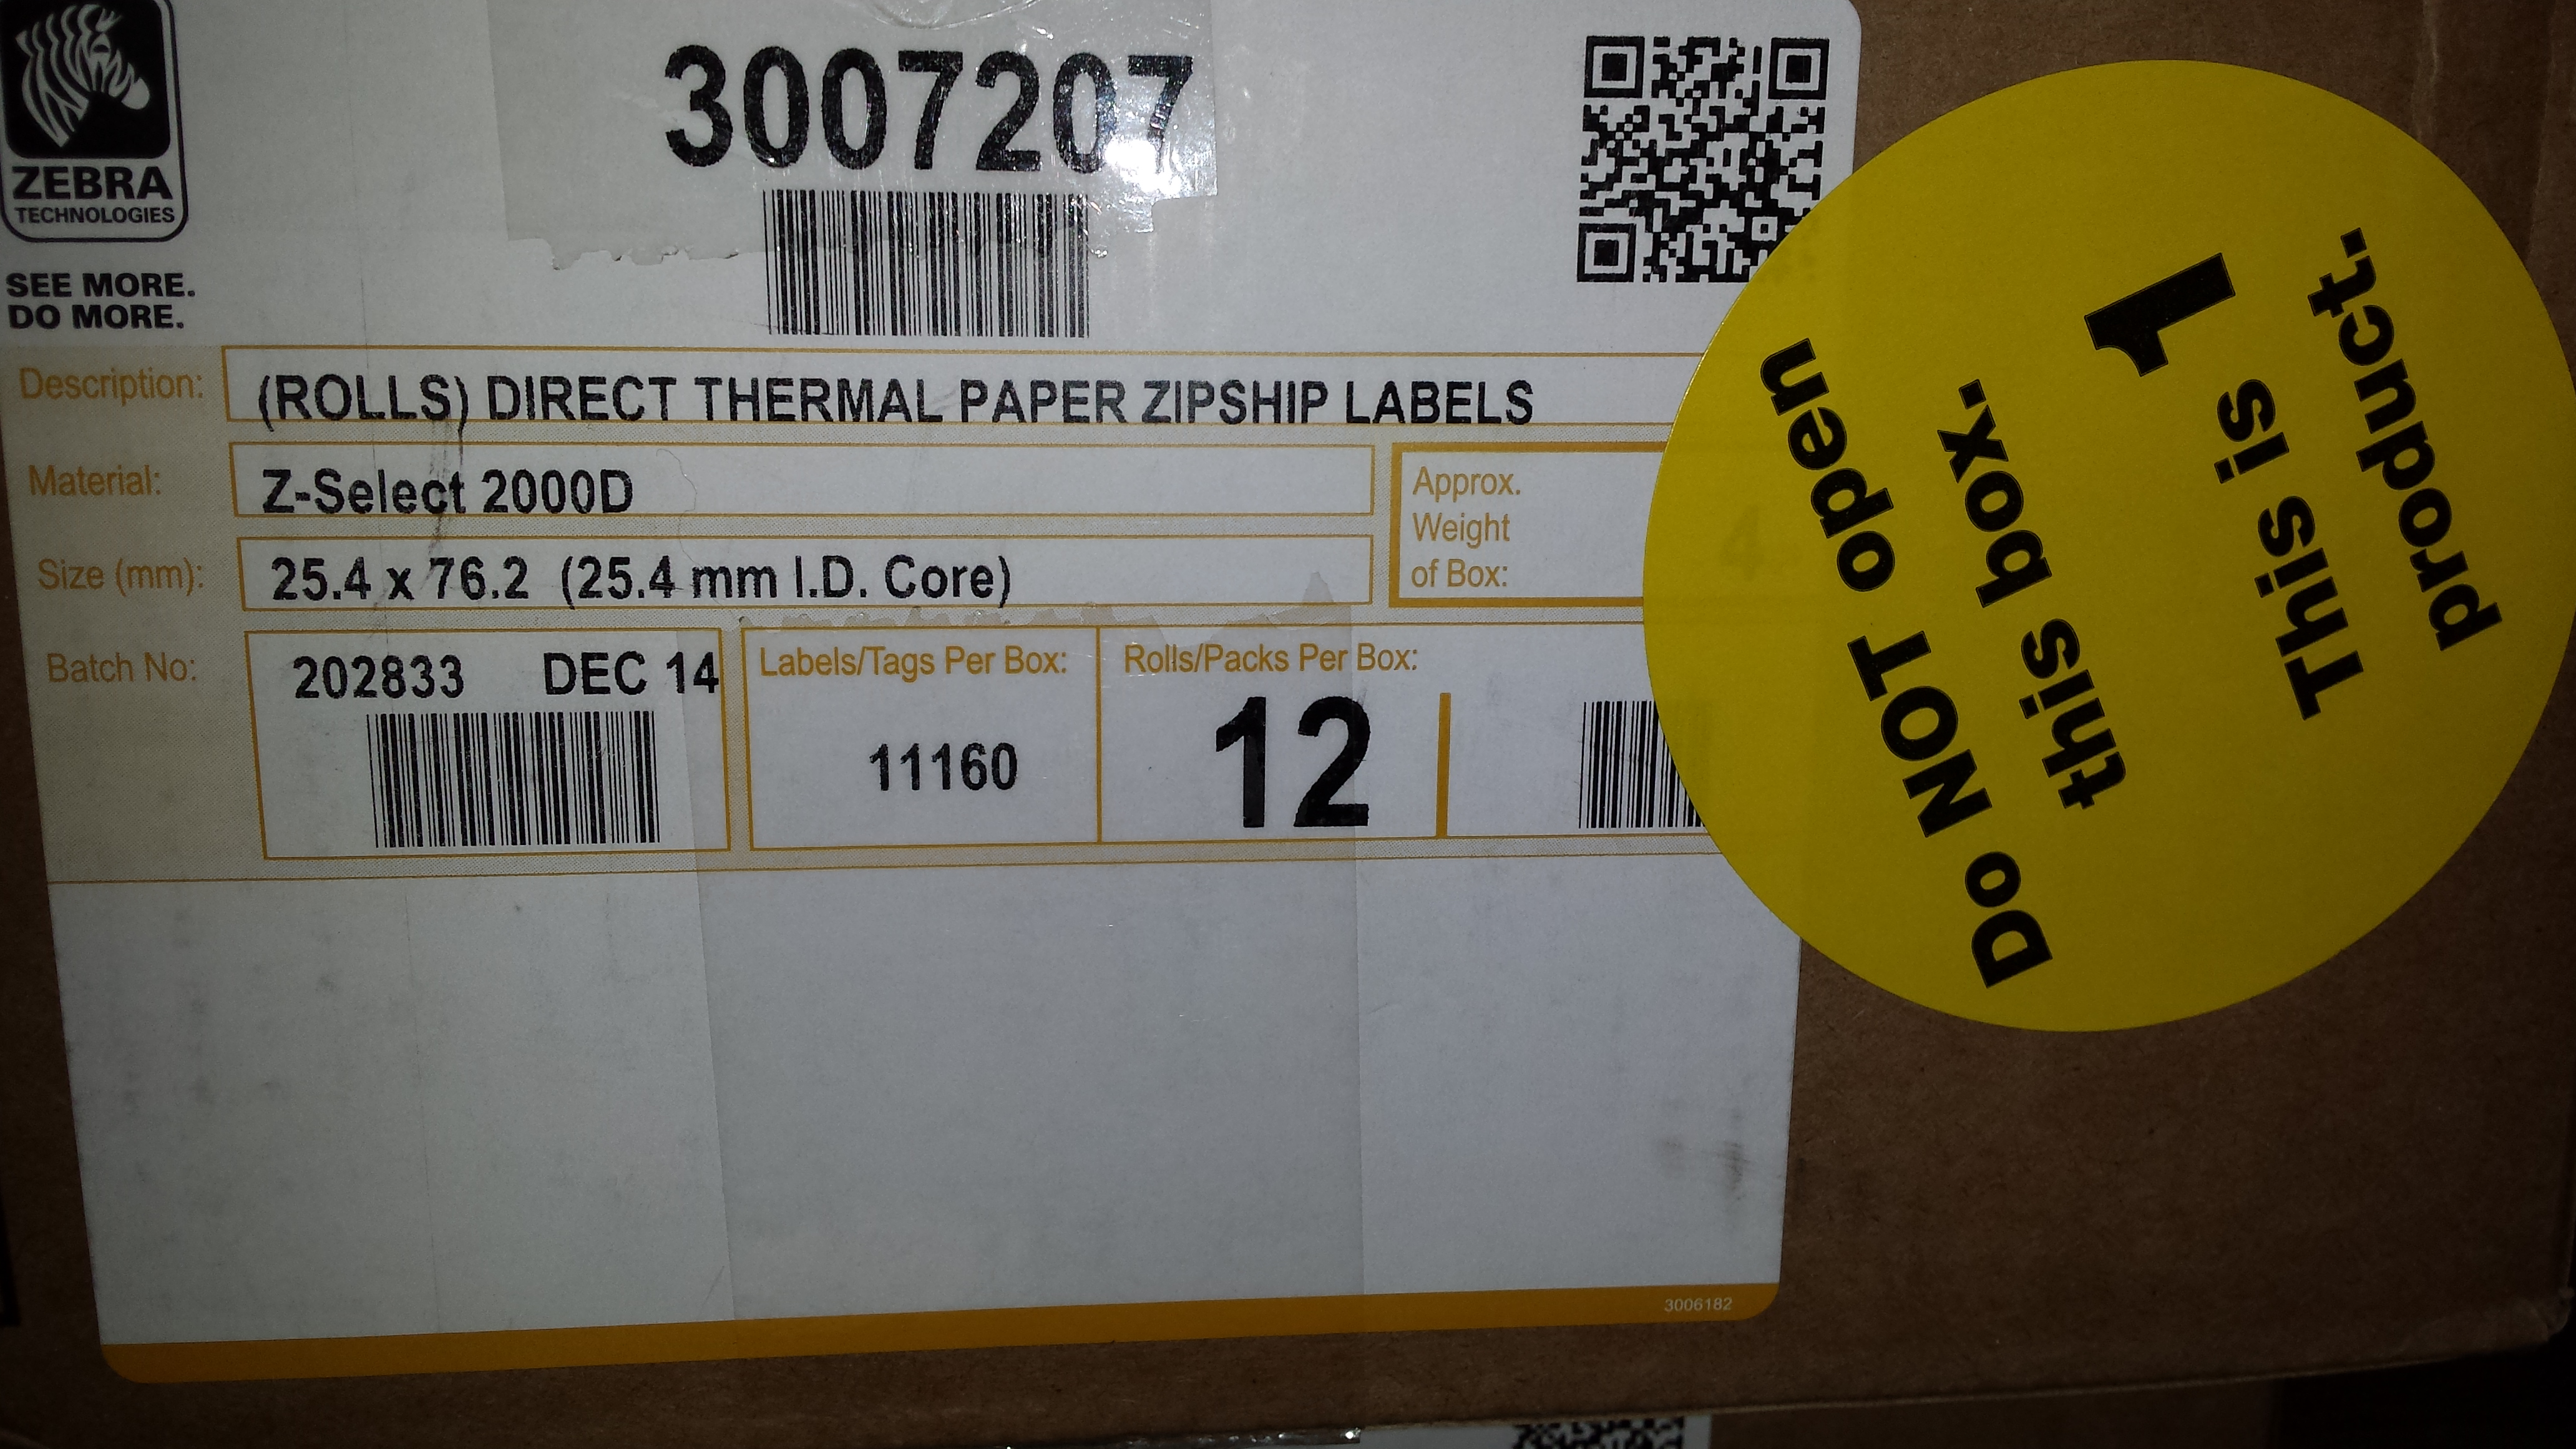 3007207
ZEBRA
TECHNOLOGIES
SEE MORE.
DO MORE.
Description: (ROLLS) DIRECT THERMAL PAPER ZIPSHIP LABELS
Material: Z-Select 2000D
Approx.
Weight
of Box:
Size (mm): 25.4 x 76.2 (25.4 mm I.D. Core)
Batch No: 202833 DEC 14
Labels/Tags Per Box:
11160
Rolls/Packs Per Box:
12
3006182
Do NOT open
this box.
This is 1
product.